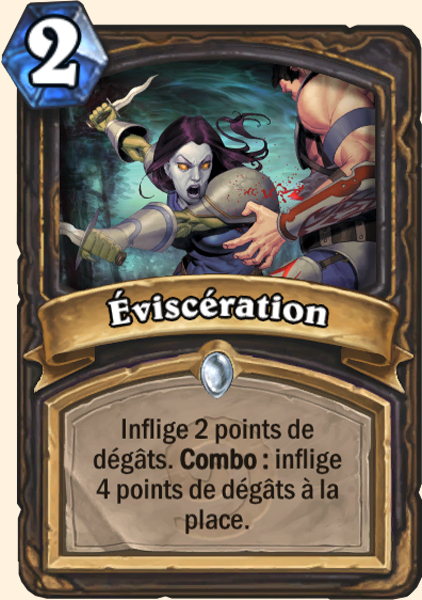 2
Éviscération
Inflige 2 points de
dégâts. Combo : inflige
4 points de dégâts à la
place.